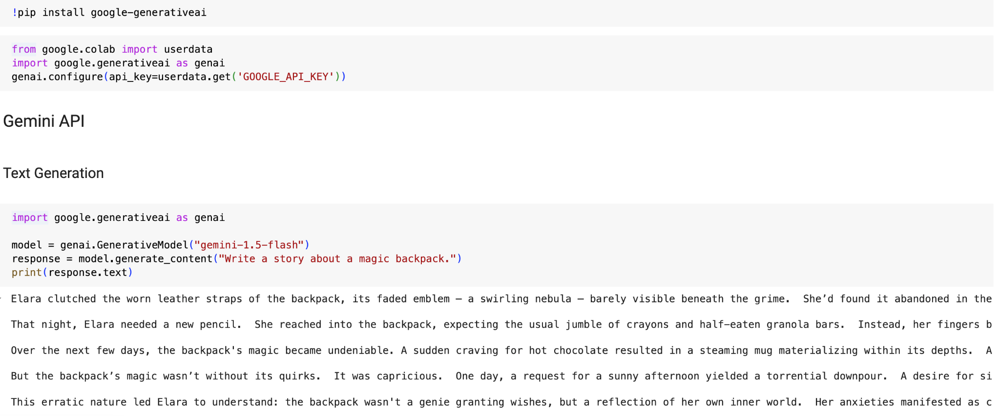 !pip install google-generativeai
from google.colab import userdata
import google.generativeai as genai
genai.configure(api_key=userdata.get('GOOGLE_API_KEY'))
Gemini API
Text Generation
import google.generativeai as genai
model = genai.GenerativeModel("gemini-1.5-flash")
response = model.generate_content("Write a story about a magic backpack.")
print(response.text)
Elara clutched the worn leather straps of the backpack, its faded emblem – a swirling nebula – barely visible beneath the grime.  She’d found it abandoned in the
That night, Elara needed a new pencil.  She reached into the backpack, expecting the usual jumble of crayons and half-eaten granola bars.  Instead, her fingers b
Over the next few days, the backpack's magic became undeniable. A sudden craving for hot chocolate resulted in a steaming mug materializing within its depths.  A
But the backpack’s magic wasn’t without its quirks.  It was capricious.  One day, a request for a sunny afternoon yielded a torrential downpour.  A desire for si
This erratic nature led Elara to understand: the backpack wasn't a genie granting wishes, but a reflection of her own inner world.  Her anxieties manifested as c